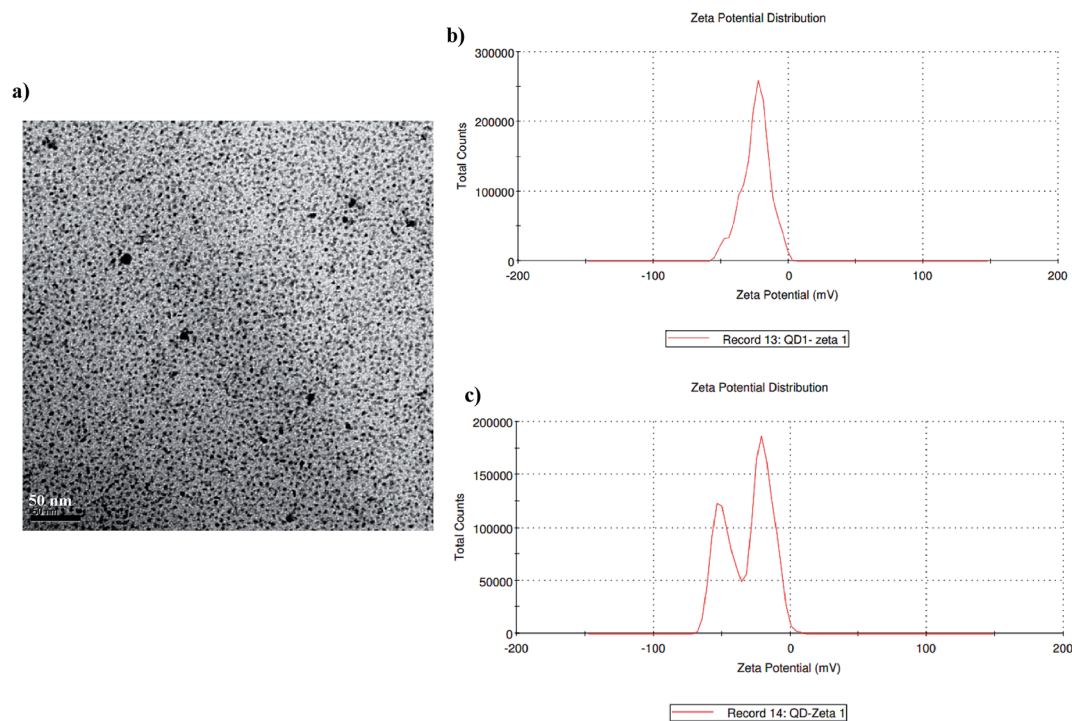 a)
50 nm
50 nm
b)
Zeta Potential Distribution
300000
200000
100000
0
Total Counts
-200
-100
0
100
200
Zeta Potential (mV)
Record 13: QD1- zeta 1
c)
Zeta Potential Distribution
200000
150000
100000
50000
0
Total Counts
-200
-100
0
100
200
Zeta Potential (mV)
Record 14: QD-Zeta 1